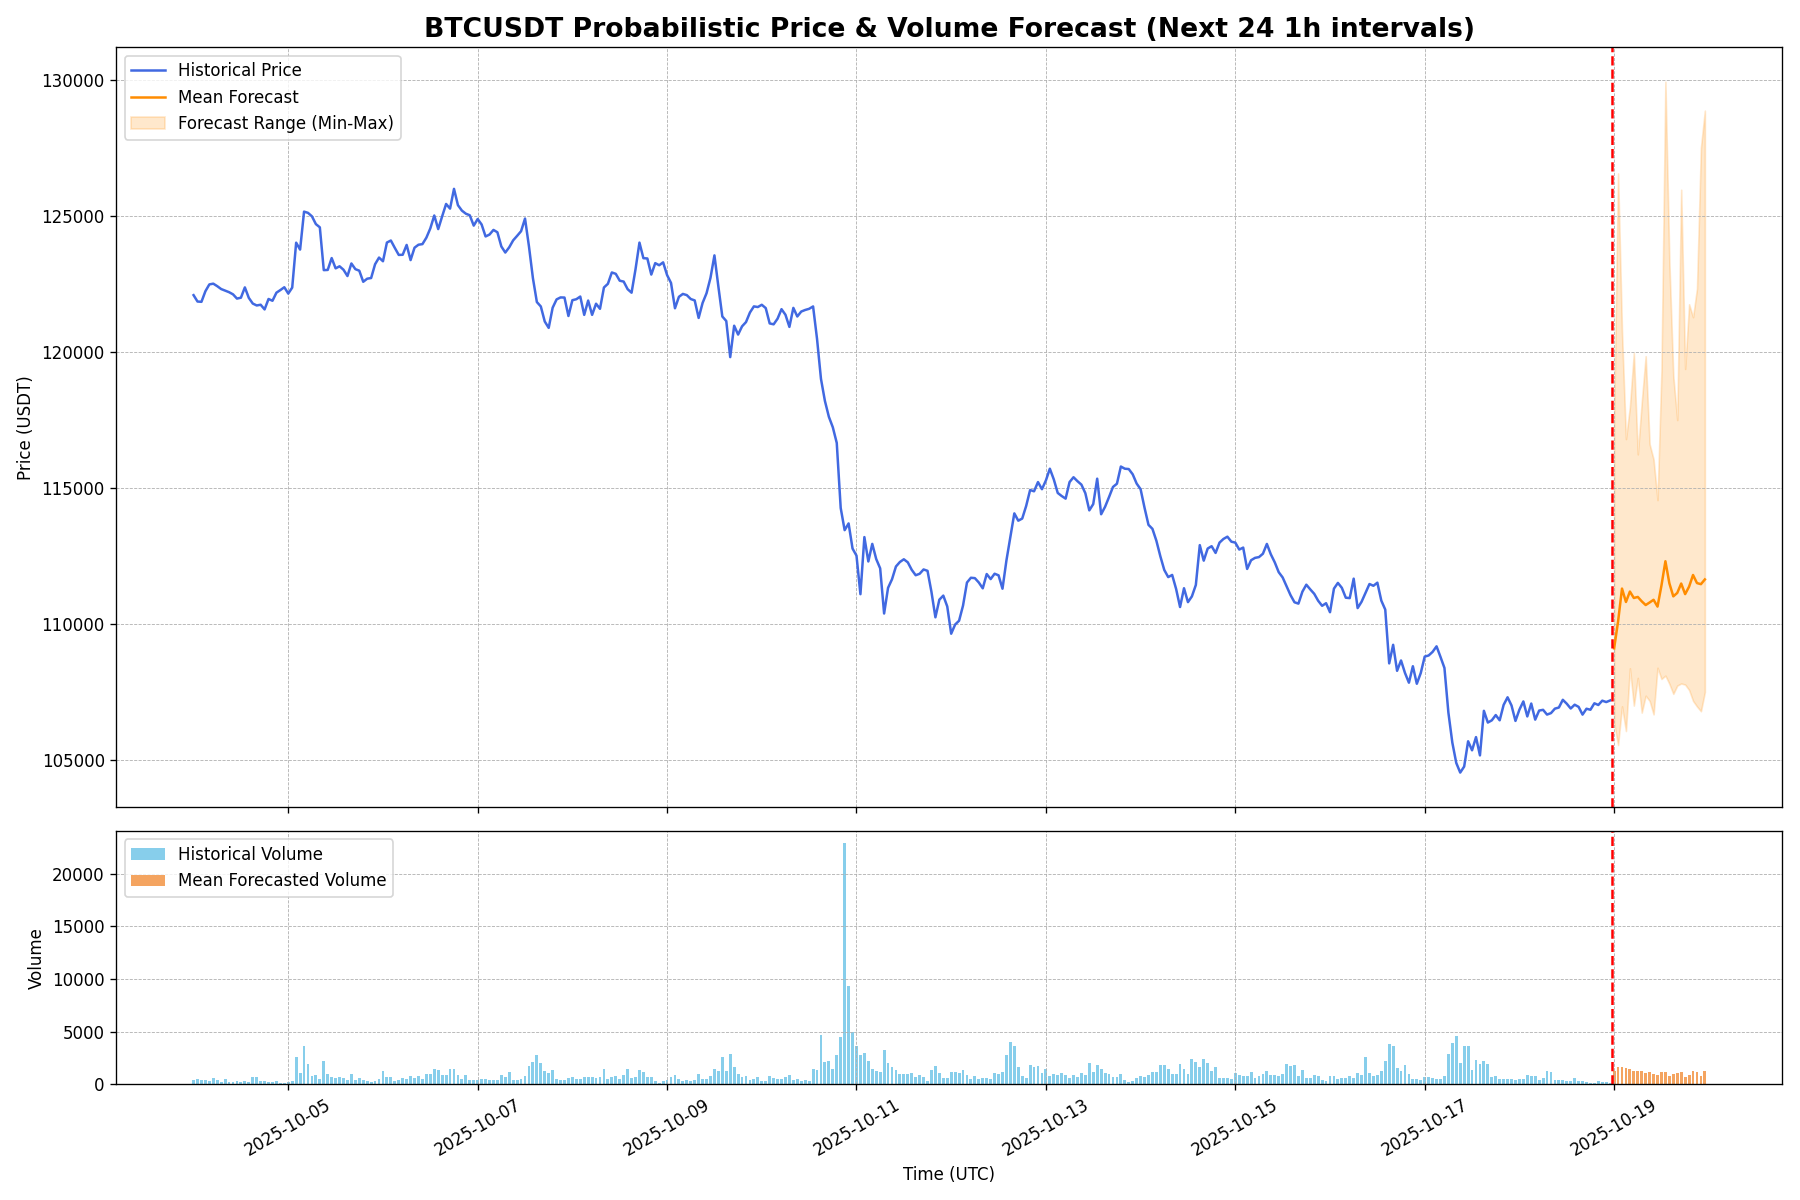 BTCUSDT Probabilistic Price & Volume Forecast (Next 24 1h intervals)
Historical Price
Mean Forecast
Forecast Range (Min-Max)
130000
125000
120000
115000
110000
105000
Price (USDT)
Historical Volume
Mean Forecasted Volume
20000
15000
10000
5000
0
Volume
2025-10-05
2025-10-07
2025-10-09
2025-10-11
2025-10-13
2025-10-15
2025-10-17
2025-10-19
Time (UTC)